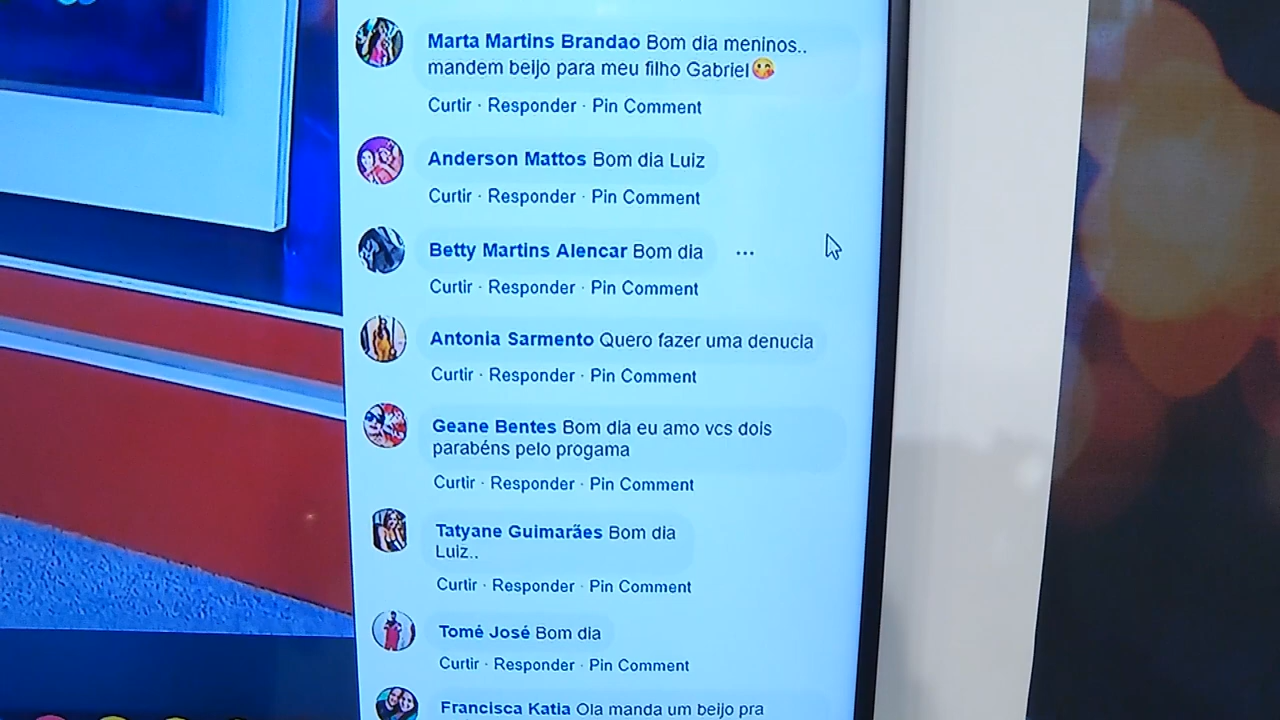 Marta Martins Brandao Bom dia meninos..
mandem beijo para meu filho Gabriel😗
Curtir · Responder · Pin Comment
Anderson Mattos Bom dia Luiz
Curtir · Responder · Pin Comment
Betty Martins Alencar Bom dia
Curtir · Responder · Pin Comment
Antonia Sarmento Quero fazer uma denucia
Curtir · Responder · Pin Comment
Geane Bentes Bom dia eu amo vcs dois
parabéns pelo progama
Curtir · Responder · Pin Comment
Tatyane Guimarães Bom dia
Luiz..
Curtir · Responder · Pin Comment
Tomé José Bom dia
Curtir · Responder · Pin Comment
Francisca Katia Ola manda um beijo pra